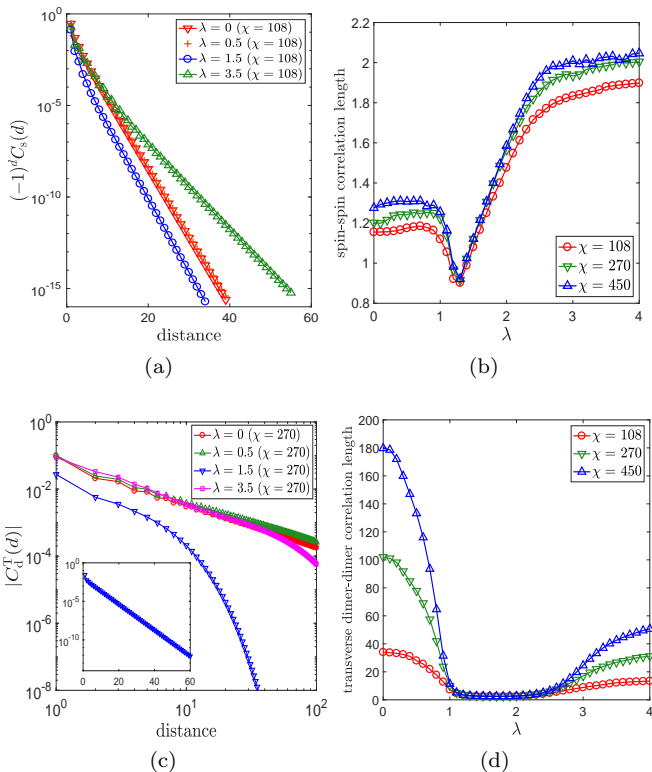 10^0
10^-5
10^-10
10^-15
0
20
40
60
distance
(-1)^d C_s(d)
λ = 0 (χ = 108)
λ = 0.5 (χ = 108)
λ = 1.5 (χ = 108)
λ = 3.5 (χ = 108)
(a)
2.2
2
1.8
1.6
1.4
1.2
1
0.8
0
1
2
3
4
λ
spin-spin correlation length
χ = 108
χ = 270
χ = 450
(b)
10^0
10^-2
10^-4
10^-6
10^-8
10^0
10^1
10^2
distance
|C_d^T(d)|
λ = 0 (χ = 270)
λ = 0.5 (χ = 270)
λ = 1.5 (χ = 270)
λ = 3.5 (χ = 270)
10^0
10^-5
10^-10
0
20
40
60
(c)
200
180
160
140
120
100
80
60
40
20
0
0
1
2
3
4
λ
transverse dimer-dimer correlation length
χ = 108
χ = 270
χ = 450
(d)